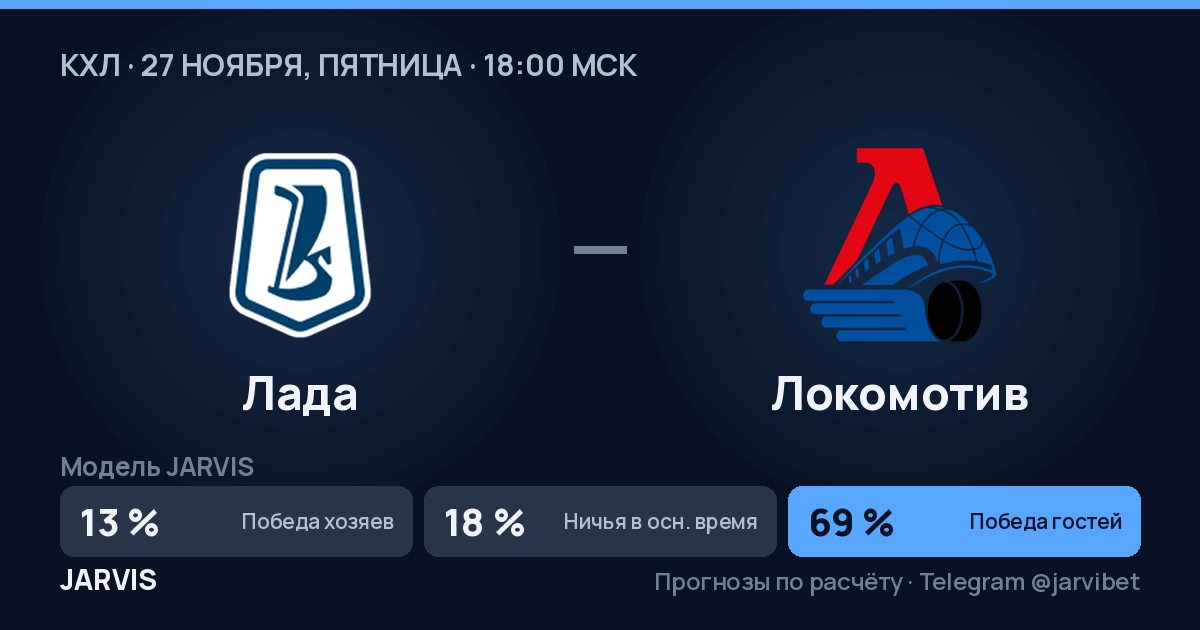 КХЛ · 27 НОЯБРЯ, ПЯТНИЦА · 18:00 МСК
Лада
–
Локомотив
Модель JARVIS
13 % Победа хозяев
18 % Ничья в осн. время
69 % Победа гостей
JARVIS
Прогнозы по расчёту · Telegram @jarvibet